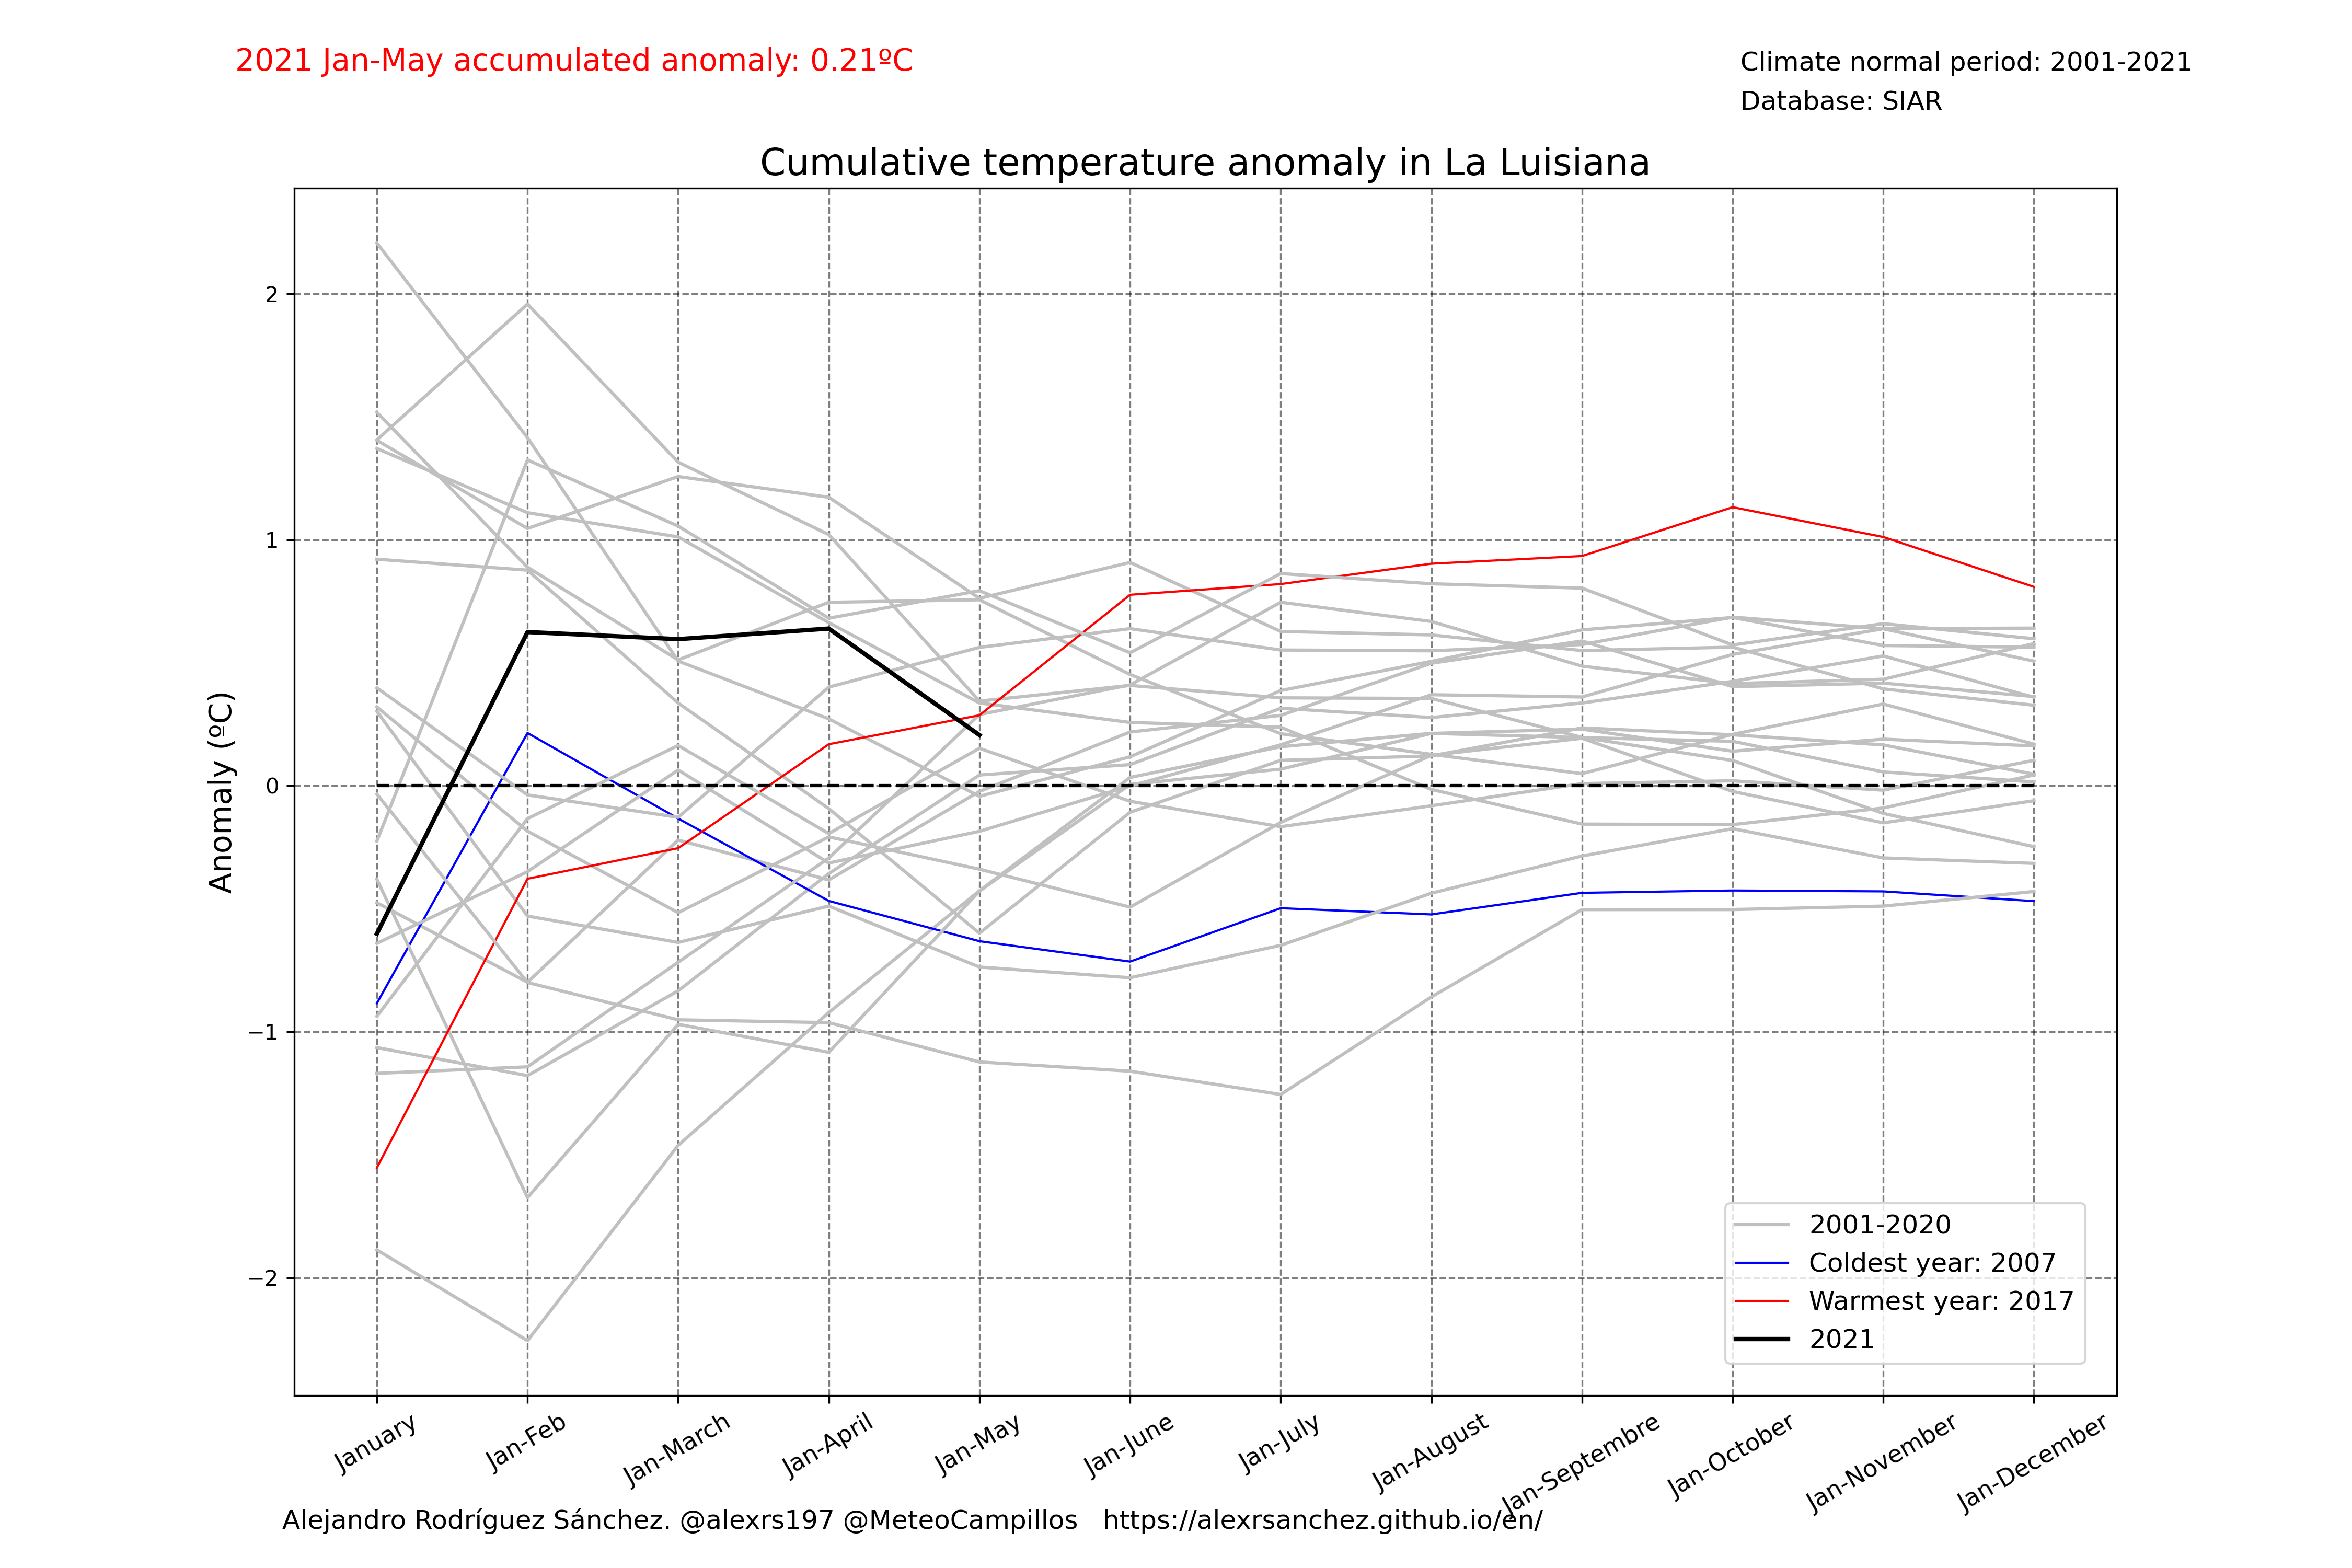 2021 Jan-May accumulated anomaly: 0.21ºC
Climate normal period: 2001-2021
Database: SIAR
Cumulative temperature anomaly in La Luisiana
Anomaly (ºC)
2
1
0
−1
−2
2001-2020
Coldest year: 2007
Warmest year: 2017
2021
January
Jan-Feb
Jan-March
Jan-April
Jan-May
Jan-June
Jan-July
Jan-August
Jan-Septembre
Jan-October
Jan-November
Jan-December
Alejandro Rodríguez Sánchez. @alexrs197 @MeteoCampillos   https://alexrsanchez.github.io/en/